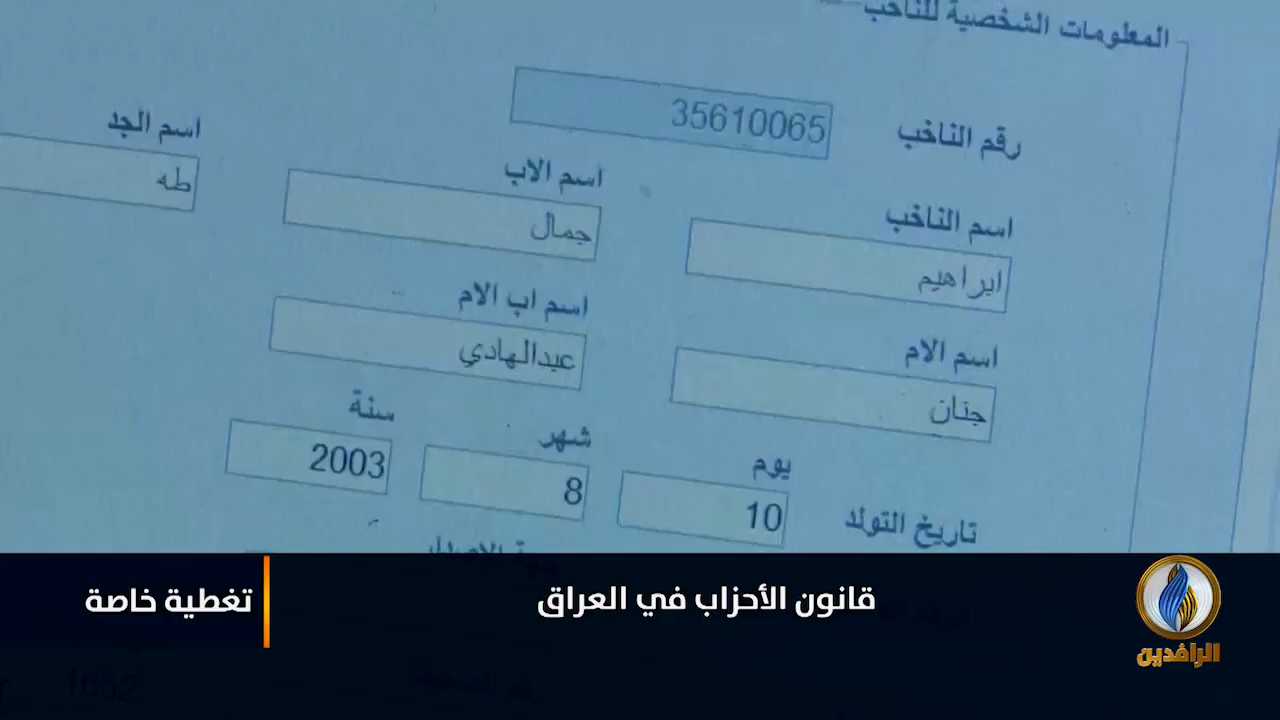 المعلومات الشخصية للناخب
رقم الناخب 35610065
اسم الناخب اسم الاب اسم الجد
ابراهيم جمال طه
اسم الام اسم اب الام
جنان عبدالهادي
يوم شهر سنة
تاريخ التولد 10 8 2003
قانون الأحزاب في العراق
تغطية خاصة
الرافدين
1652